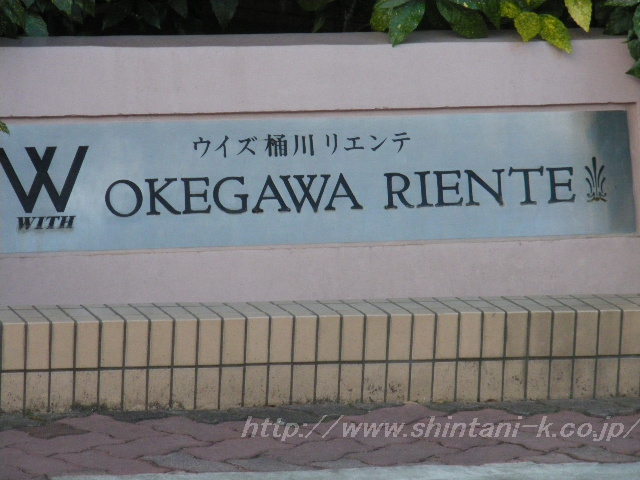 ウイズ桶川リエンテ
W OKEGAWA RIENTE
WITH
http://www.shintani-k.co.jp/